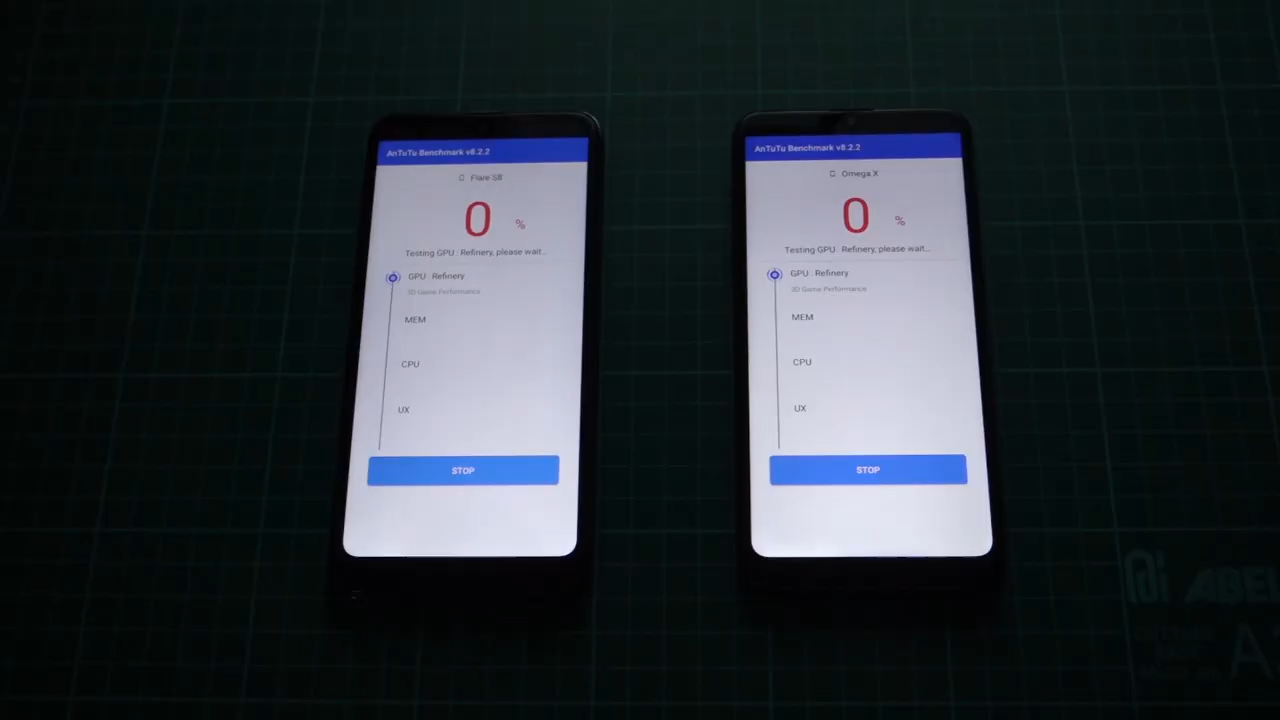 AnTuTu Benchmark v8.2.2
Flare S8
0 %
Testing GPU : Refinery, please wait...
GPU : Refinery
3D Game Performance
MEM
CPU
UX
STOP
AnTuTu Benchmark v8.2.2
Omega X
0 %
Testing GPU : Refinery, please wait...
GPU : Refinery
3D Game Performance
MEM
CPU
UX
STOP